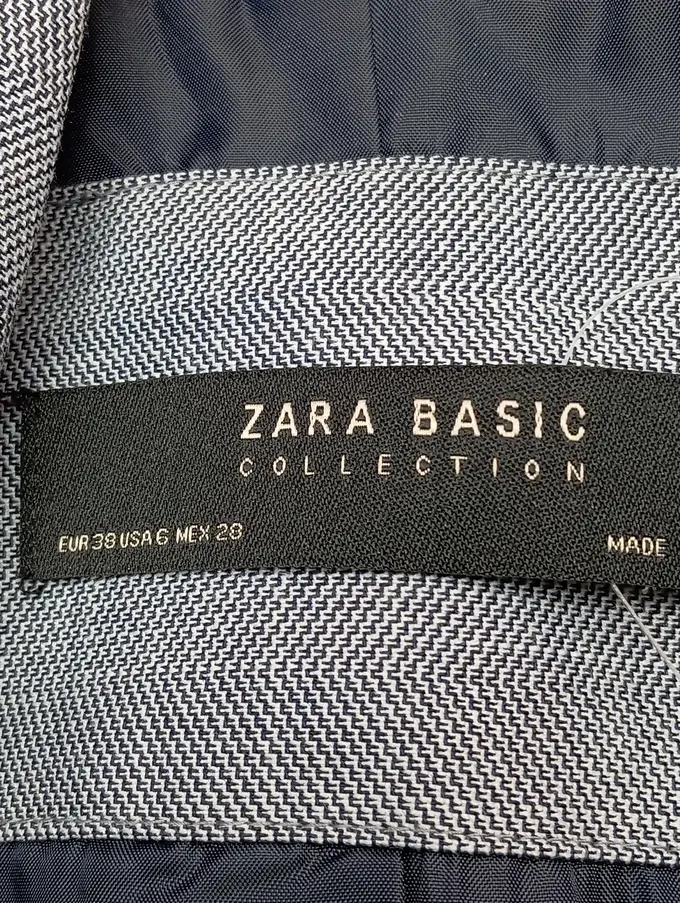 ZARA BASIC
COLLECTION
EUR 38 USA 6 MEX 28
MADE